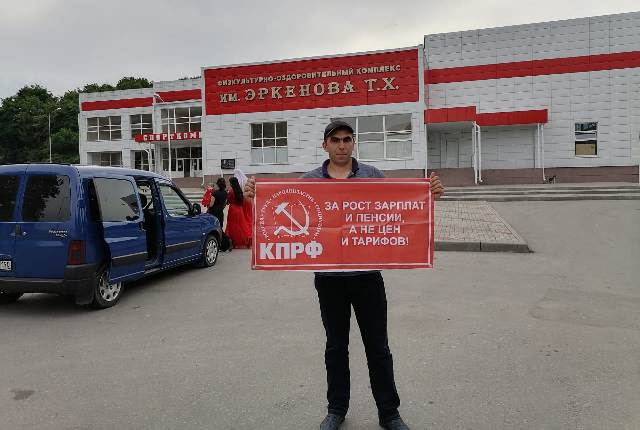 ФИЗКУЛЬТУРНО-ОЗДОРОВИТЕЛЬНЫЙ КОМПЛЕКС
ИМ. ЭРКЕНОВА Т.Х.
СПОРТКОМ
КПРФ
ЗА РОСТ ЗАРПЛАТ
И ПЕНСИИ,
А НЕ ЦЕН
И ТАРИФОВ!